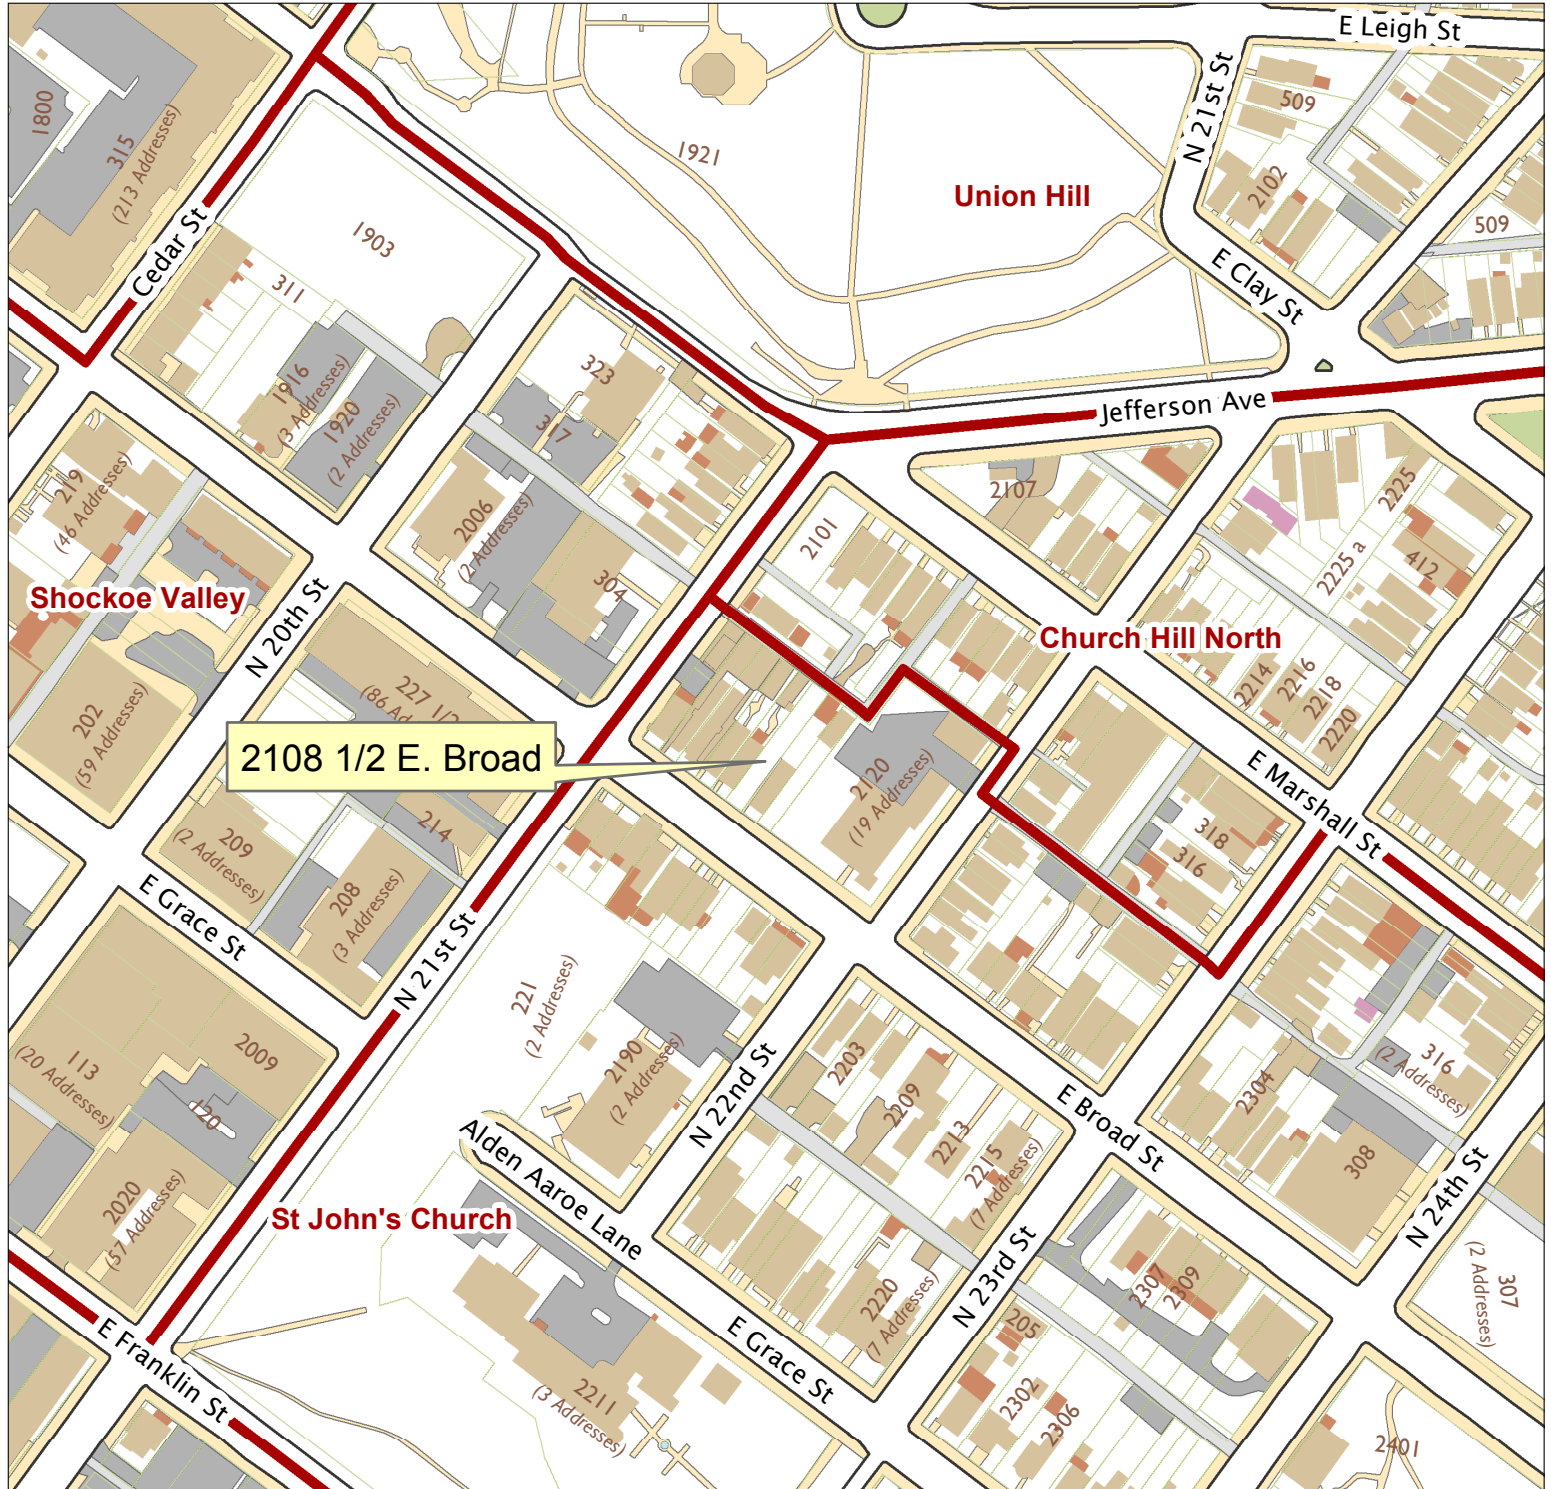 E Leigh St
1800
315
(213 Addresses)
509
N 21st St
1921
2102
Union Hill
509
Cedar St
1903
E Clay St
311
323
Jefferson Ave
1916
(3 Addresses)
1920
(2 Addresses)
317
219
(46 Addresses)
2107
2225
2006
(2 Addresses)
2101
412
2225 a
304
Shockoe Valley
N 20th St
Church Hill North
227 1/2
2214
2216
2218
2220
202
(59 Addresses)
2108 1/2 E. Broad
2120
(19 Addresses)
E Marshall St
214
318
316
209
(2 Addresses)
208
(3 Addresses)
E Grace St
N 21st St
221
(2 Addresses)
2009
113
(20 Addresses)
120
2190
(2 Addresses)
2203
316
(2 Addresses)
N 22nd St
2209
2304
E Broad St
2213
2215
(7 Addresses)
308
Alden Aaroe Lane
2020
(57 Addresses)
St John's Church
N 24th St
N 23rd St
2307
2309
307
(2 Addresses)
2220
(7 Addresses)
205
E Franklin St
E Grace St
2211
(3 Addresses)
2302
2306
2401